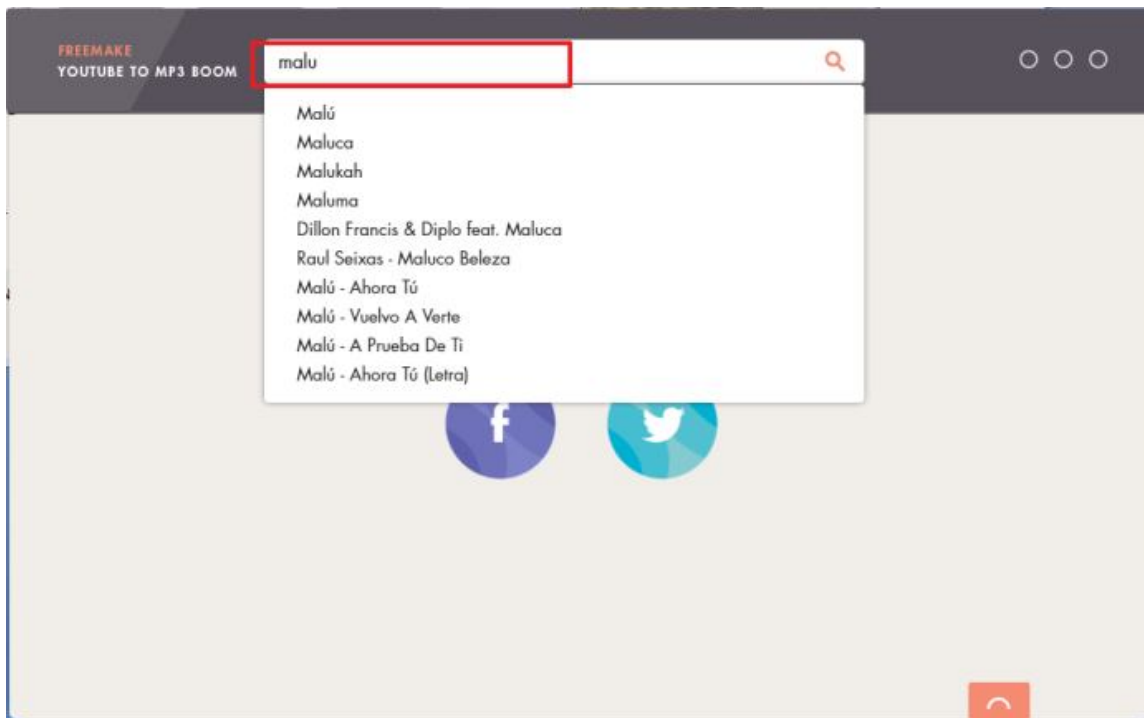 FREEMAKE
YOUTUBE TO MP3 BOOM
malu
Malú
Maluca
Malukah
Maluma
Dillon Francis & Diplo feat. Maluca
Raul Seixas - Maluco Beleza
Malú - Ahora Tú
Malú - Vuelvo A Verte
Malú - A Prueba De Ti
Malú - Ahora Tú (Letra)